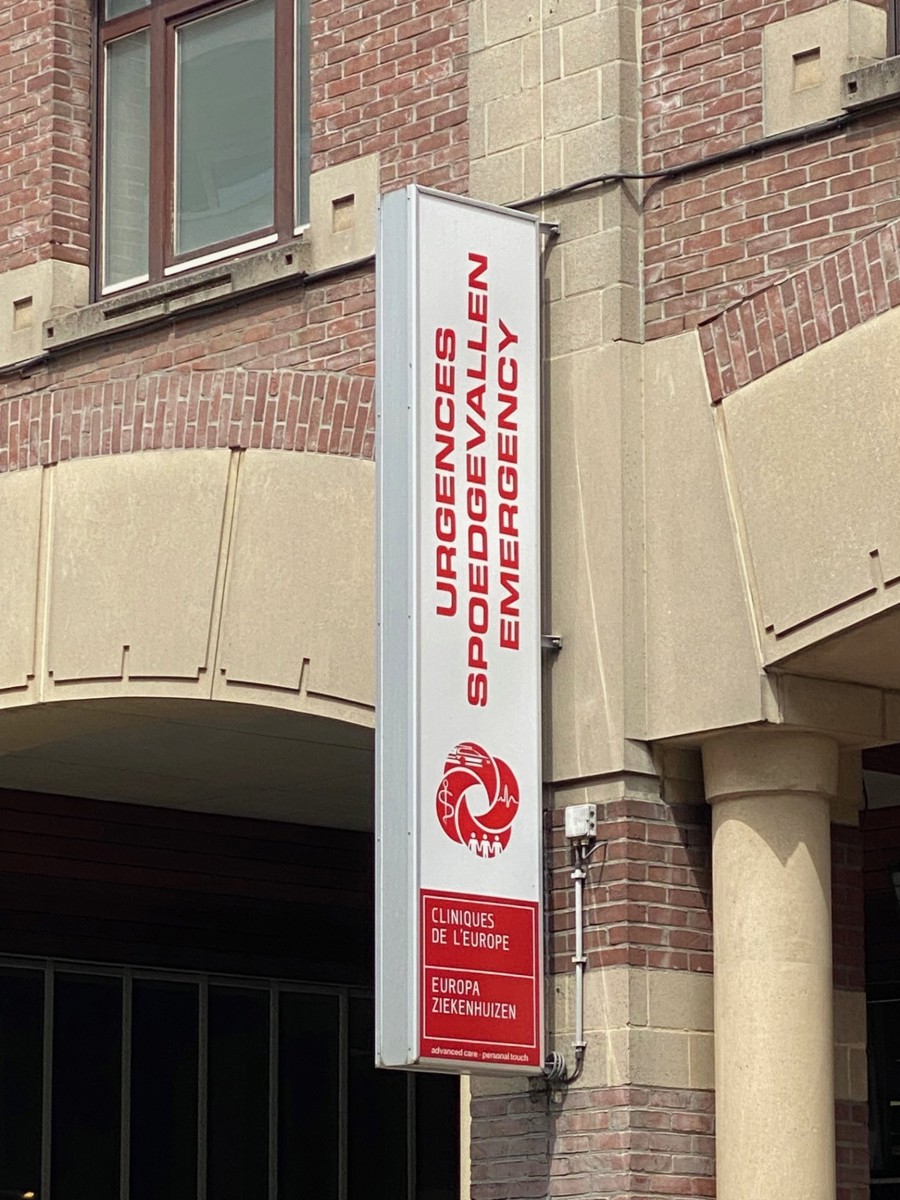 URGENCES
SPOEDGEVALLEN
EMERGENCY
CLINIQUES
DE L'EUROPE
EUROPA
ZIEKENHUIZEN
advanced care - personal touch